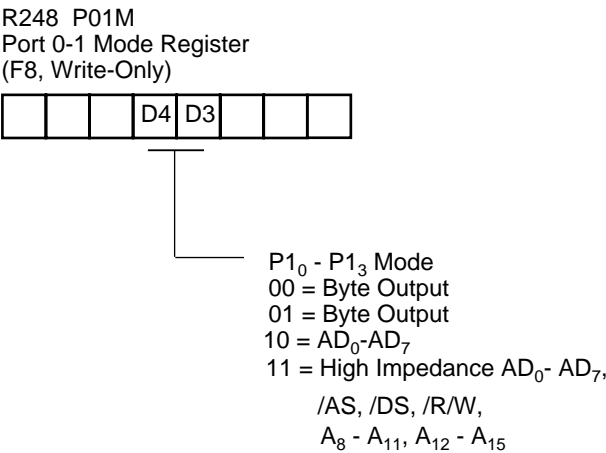 R248 P01M
Port 0-1 Mode Register
(F8, Write-Only)
D4 D3
P1₀ - P1₃ Mode
00 = Byte Output
01 = Byte Output
10 = AD₀-AD₇
11 = High Impedance AD₀- AD₇,
/AS, /DS, /R/W,
A₈ - A₁₁, A₁₂ - A₁₅